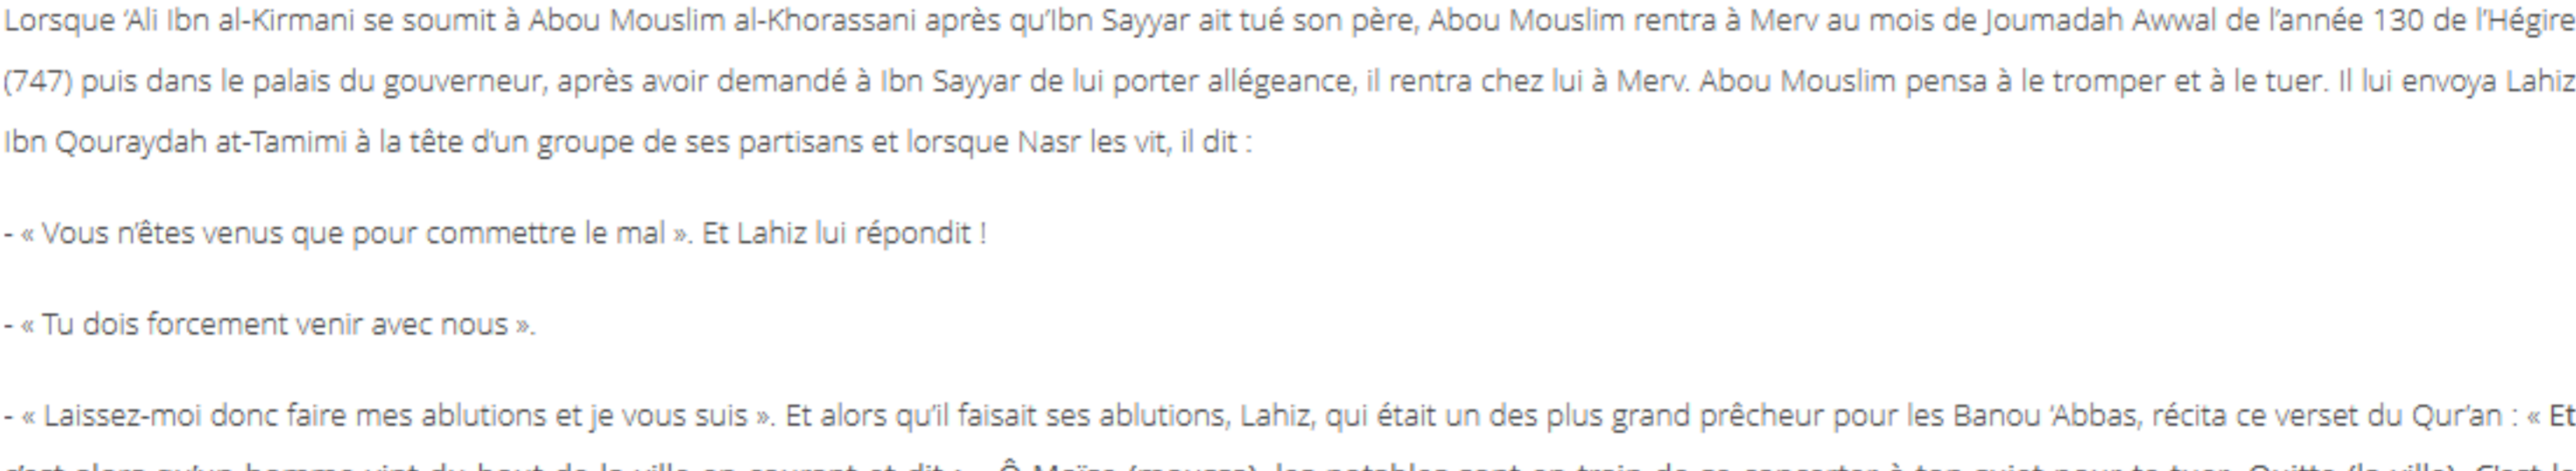 Lorsque ‘Ali Ibn al-Kirmani se soumit à Abou Mouslim al-Khorassani après qu’Ibn Sayyar ait tué son père, Abou Mouslim rentra à Merv au mois de Joumadah Awwal de l’année 130 de l’Hégire
(747) puis dans le palais du gouverneur, après avoir demandé à Ibn Sayyar de lui porter allégeance, il rentra chez lui à Merv. Abou Mouslim pensa à le tromper et à le tuer. Il lui envoya Lahiz
Ibn Qouraydah at-Tamimi à la tête d’un groupe de ses partisans et lorsque Nasr les vit, il dit :
- « Vous n’êtes venus que pour commettre le mal ». Et Lahiz lui répondit !
- « Tu dois forcement venir avec nous ».
- « Laissez-moi donc faire mes ablutions et je vous suis ». Et alors qu’il faisait ses ablutions, Lahiz, qui était un des plus grand prêcheur pour les Banou ‘Abbas, récita ce verset du Qur’an : « Et